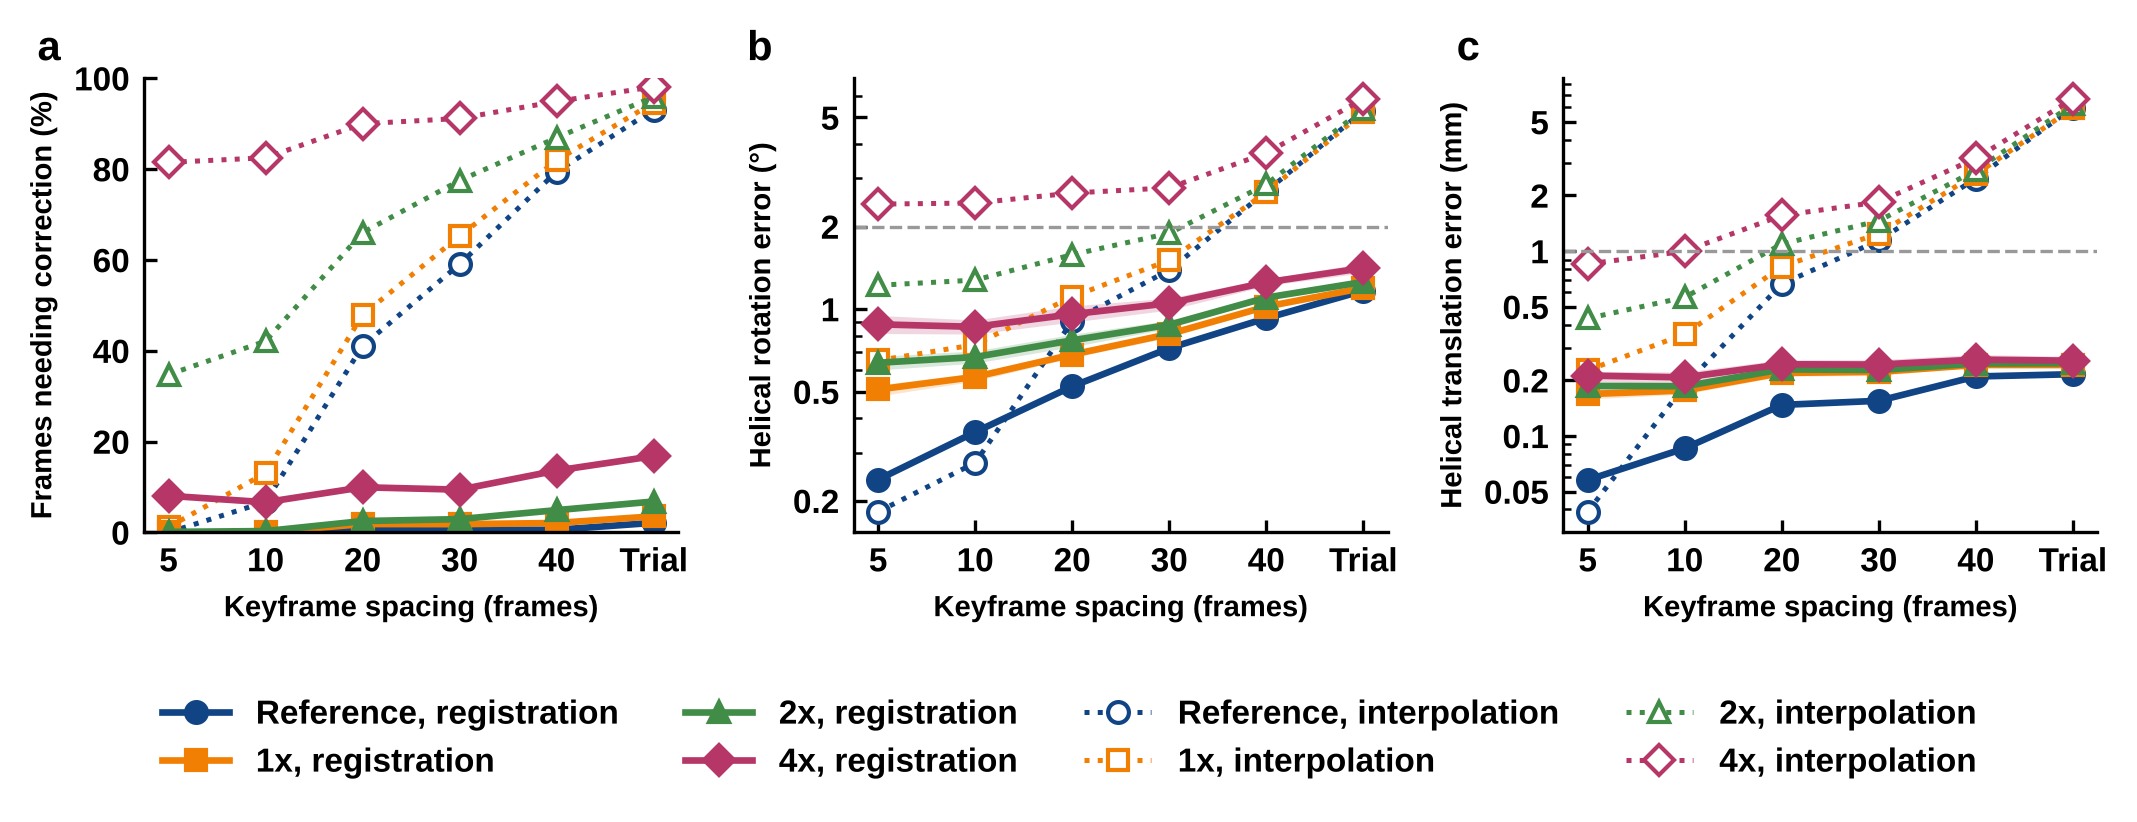 a
b
c
Frames needing correction (%)
100
80
60
40
20
0
5 10 20 30 40 Trial
Keyframe spacing (frames)
Helical rotation error (°)
5
2
1
0.5
0.2
5 10 20 30 40 Trial
Keyframe spacing (frames)
Helical translation error (mm)
5
2
1
0.5
0.2
0.1
0.05
5 10 20 30 40 Trial
Keyframe spacing (frames)
Reference, registration
1x, registration
2x, registration
4x, registration
Reference, interpolation
1x, interpolation
2x, interpolation
4x, interpolation